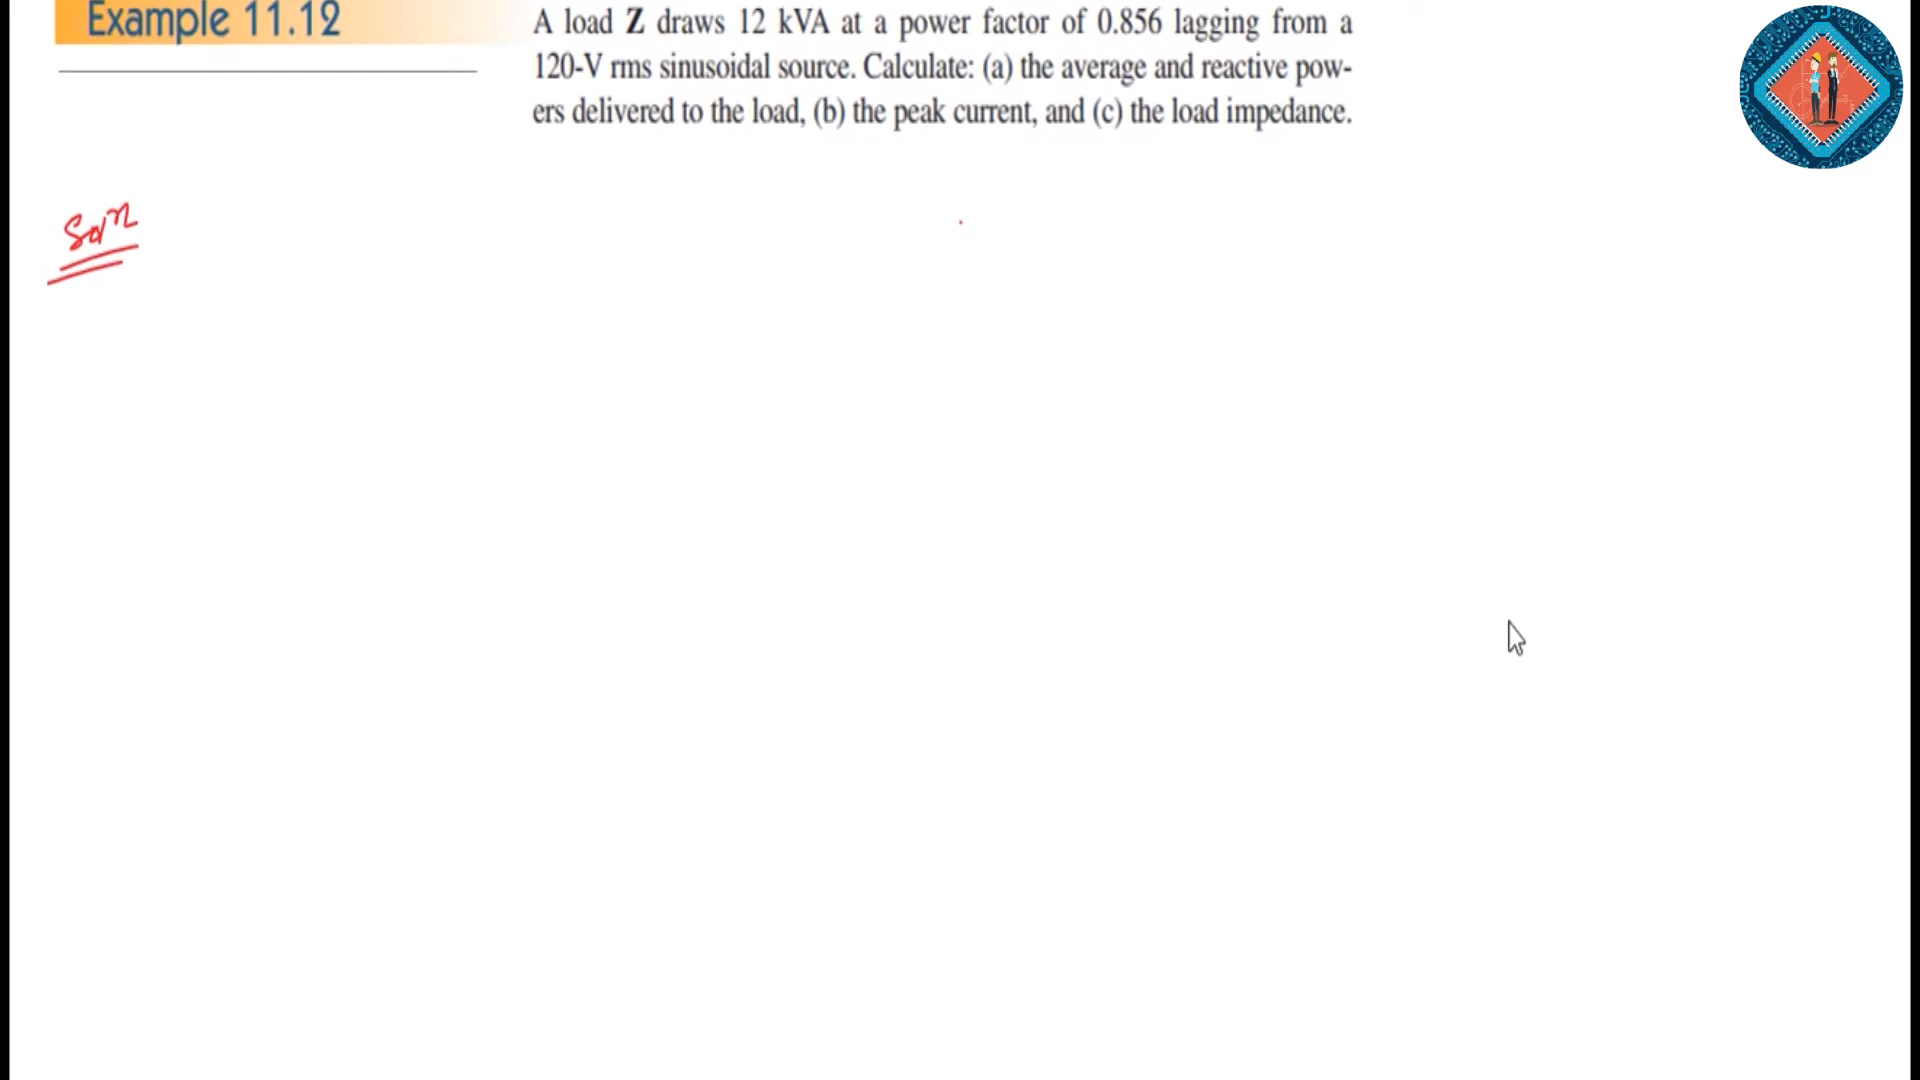 Example 11.12
A load Z draws 12 kVA at a power factor of 0.856 lagging from a
120-V rms sinusoidal source. Calculate: (a) the average and reactive pow-
ers delivered to the load, (b) the peak current, and (c) the load impedance.
Soln